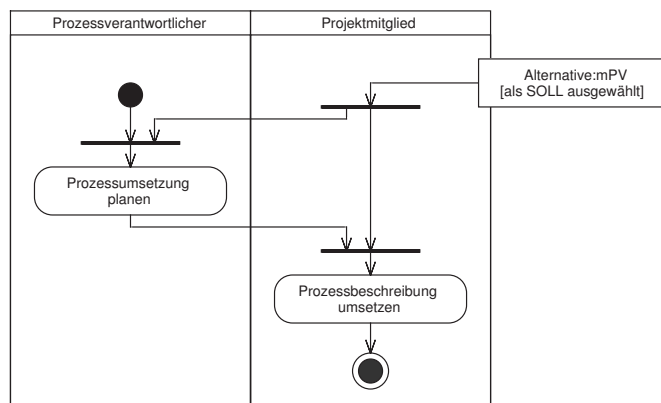 Prozessverantwortlicher
Projektmitglied
Alternative:mPV
[als SOLL ausgewählt]
Prozessumsetzung
planen
Prozessbeschreibung
umsetzen